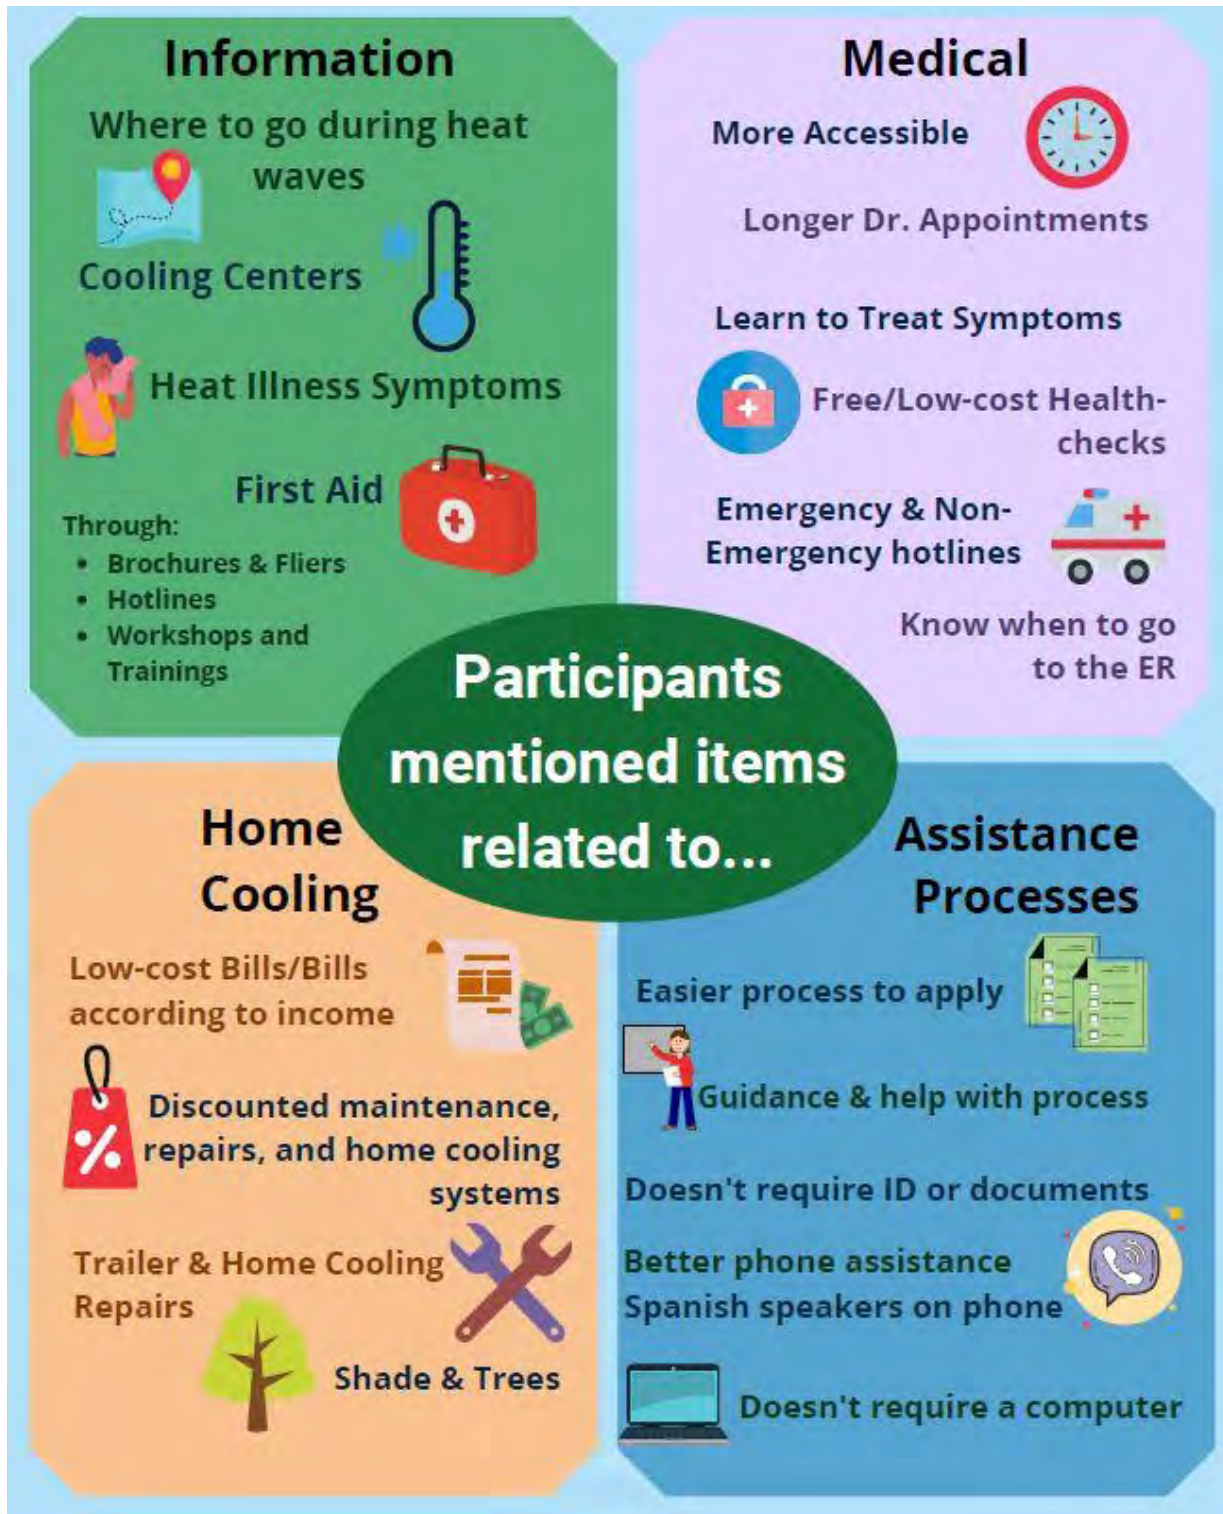 Information
Where to go during heat
waves
Cooling Centers
Heat Illness Symptoms
First Aid
Through:
• Brochures & Fliers
• Hotlines
• Workshops and
Trainings
Medical
More Accessible
Longer Dr. Appointments
Learn to Treat Symptoms
Free/Low-cost Health-
checks
Emergency & Non-
Emergency hotlines
Know when to go
to the ER
Participants
mentioned items
related to...
Home
Cooling
Low-cost Bills/Bills
according to income
Discounted maintenance,
repairs, and home cooling
systems
Trailer & Home Cooling
Repairs
Shade & Trees
Assistance
Processes
Easier process to apply
Guidance & help with process
Doesn't require ID or documents
Better phone assistance
Spanish speakers on phone
Doesn't require a computer